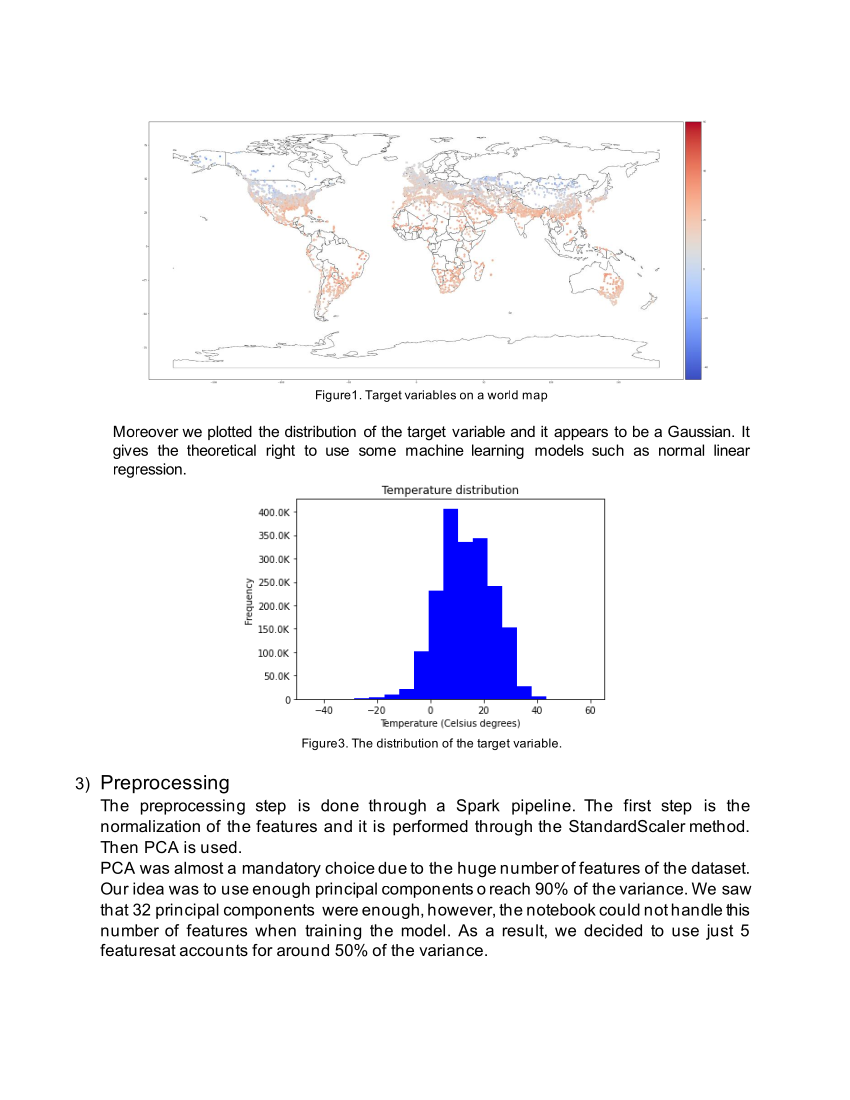 Figure1. Target variables on a world map
Moreover we plotted the distribution of the target variable and it appears to be a Gaussian. It
gives the theoretical right to use some machine learning models such as normal linear
regression.
Temperature distribution
400.0K
350.0K
300.0K
250.0K
200.0K
150.0K
100.0K
50.0K
0
Frequency
−40 −20 0 20 40 60
Temperature (Celsius degrees)
Figure3. The distribution of the target variable.
3) Preprocessing
The preprocessing step is done through a Spark pipeline. The first step is the
normalization of the features and it is performed through the StandardScaler method.
Then PCA is used.
PCA was almost a mandatory choice due to the huge number of features of the dataset.
Our idea was to use enough principal components o reach 90% of the variance. We saw
that 32 principal components were enough, however, the notebook could not handle this
number of features when training the model. As a result, we decided to use just 5
featuresat accounts for around 50% of the variance.